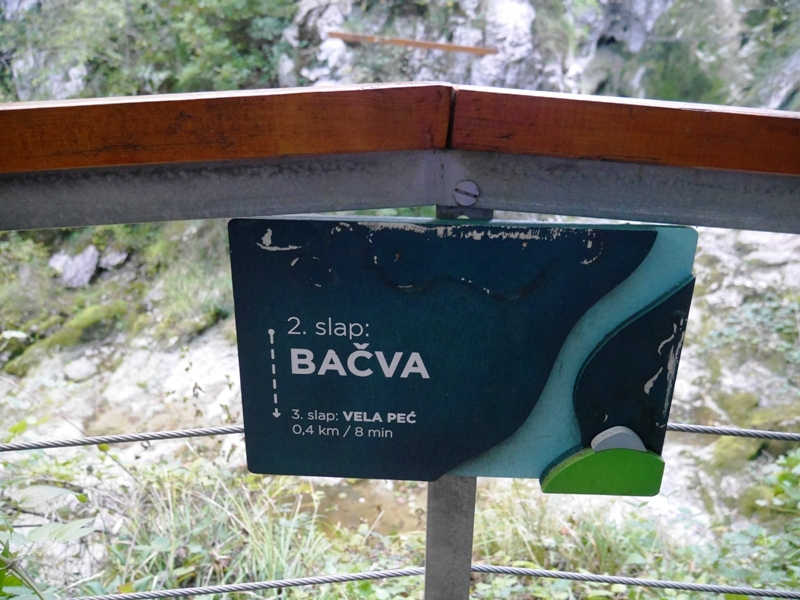 2. slap:
BAČVA
3. slap: VELA PEĆ
0,4 km / 8 min